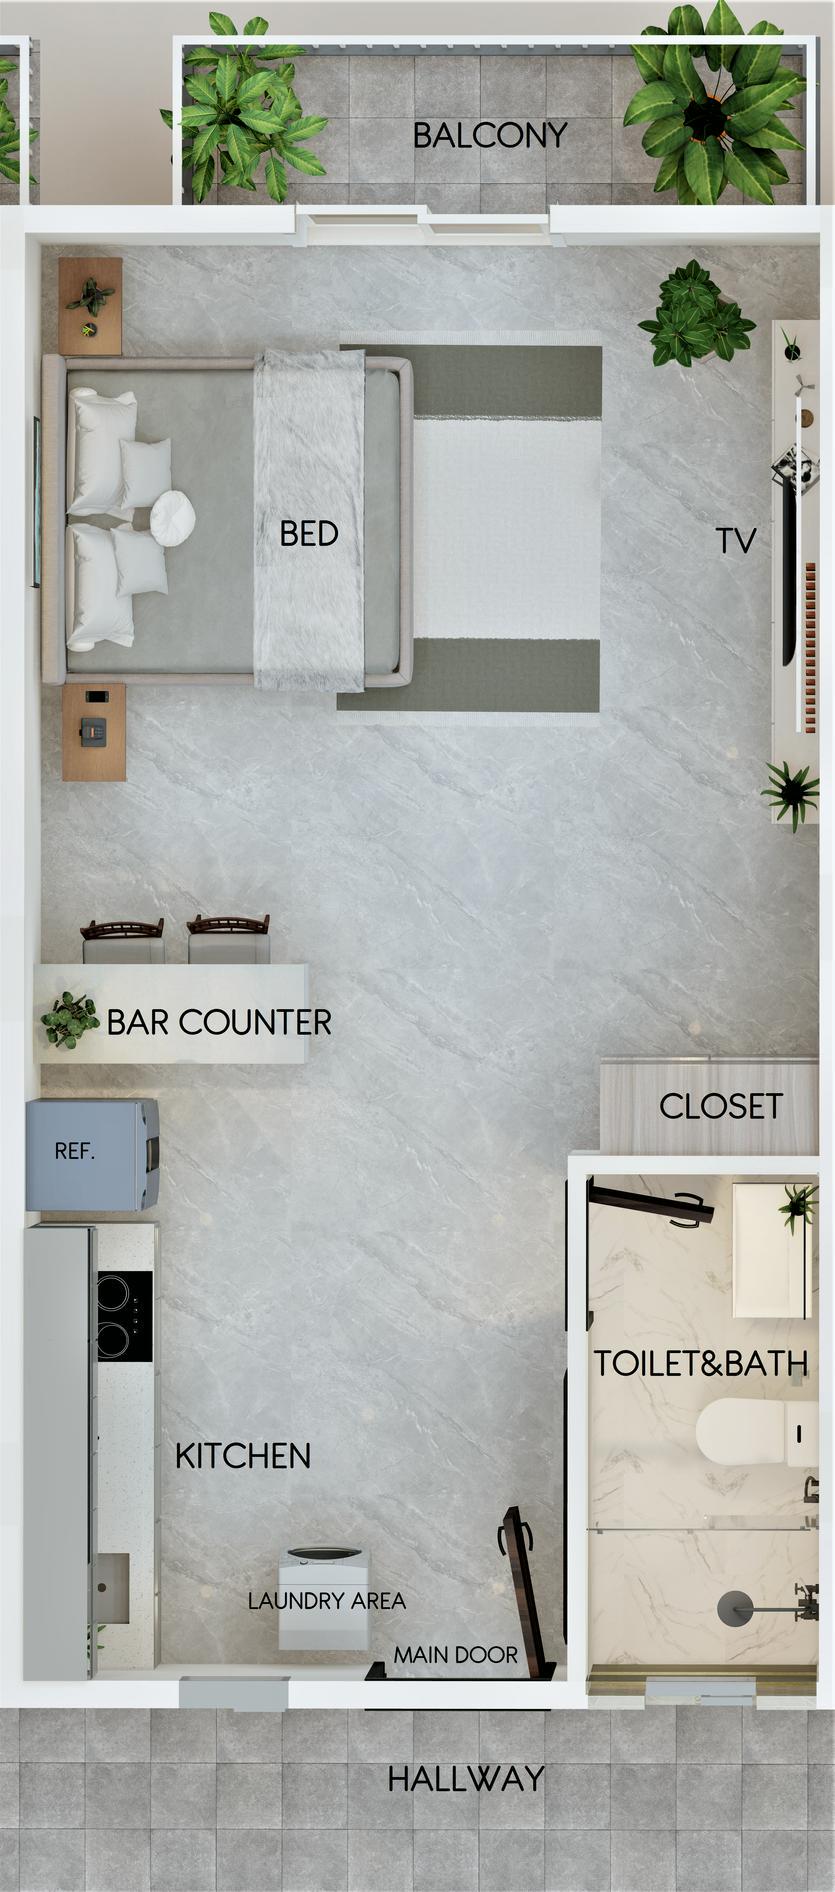 BALCONY
BED
TV
BAR COUNTER
CLOSET
REF.
TOILET&BATH
KITCHEN
LAUNDRY AREA
MAIN DOOR
HALLWAY